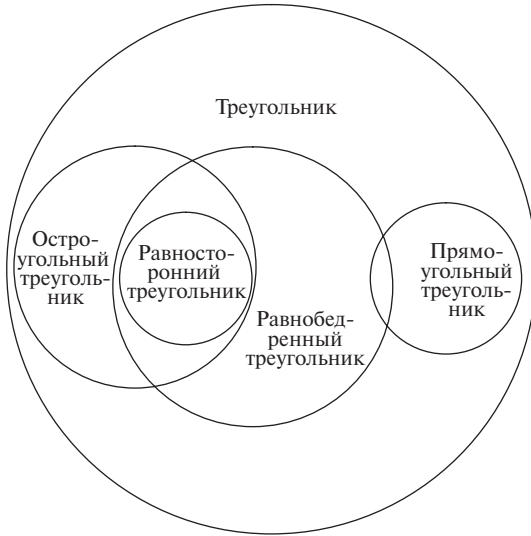 Треугольник
Остро-
угольный
треуголь-
ник
Равносто-
ронний
треугольник
Равнобед-
ренный
треугольник
Прямо-
угольный
треуголь-
ник